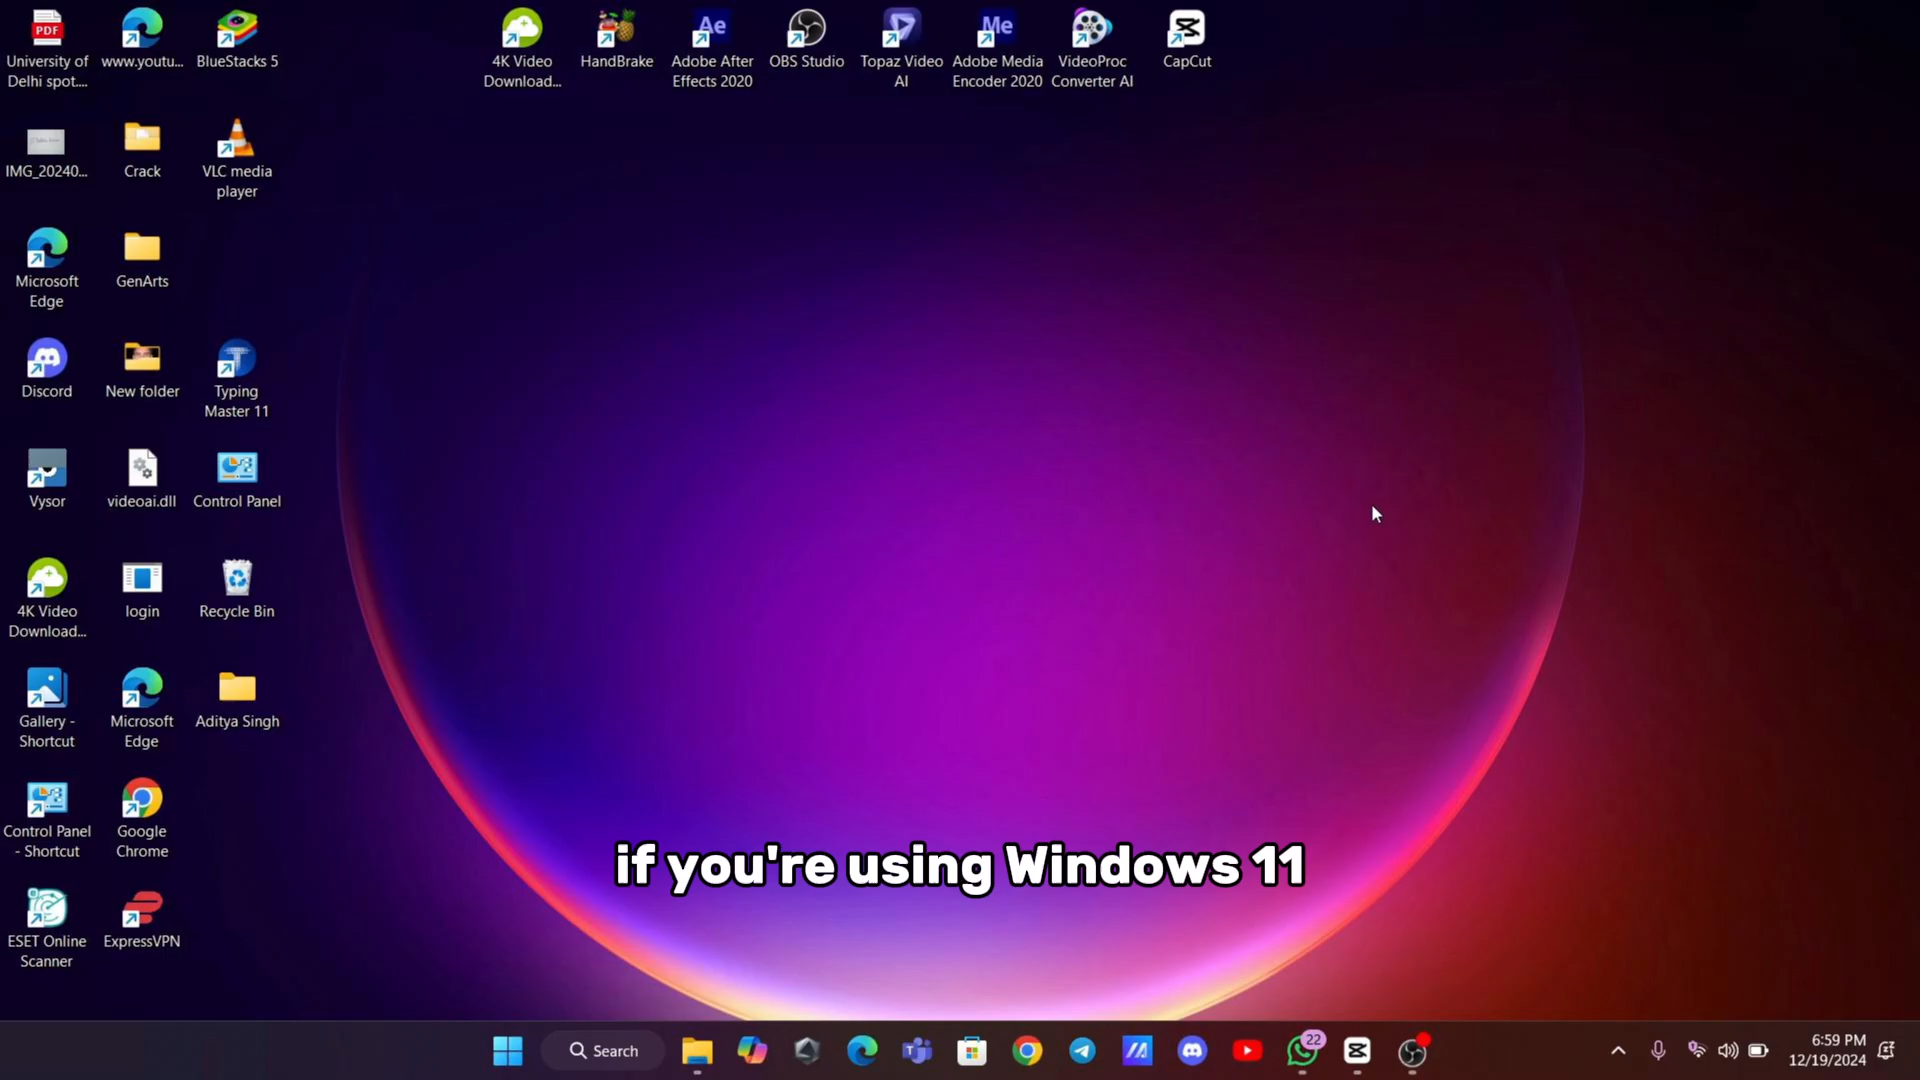 University of
Delhi spot....
www.youtu...
BlueStacks 5
4K Video
Download...
HandBrake
Adobe After
Effects 2020
OBS Studio
Topaz Video
AI
Adobe Media
Encoder 2020
VideoProc
Converter AI
CapCut
PDF
Ae
Me
IMG_20240...
Crack
VLC media
player
Microsoft
Edge
GenArts
Discord
New folder
Typing
Master 11
Vysor
videoai.dll
Control Panel
4K Video
Download...
login
Recycle Bin
Gallery -
Shortcut
Microsoft
Edge
Aditya Singh
Control Panel
- Shortcut
Google
Chrome
if you're using Windows 11
ESET Online
Scanner
ExpressVPN
Search
22
6:59 PM
12/19/2024